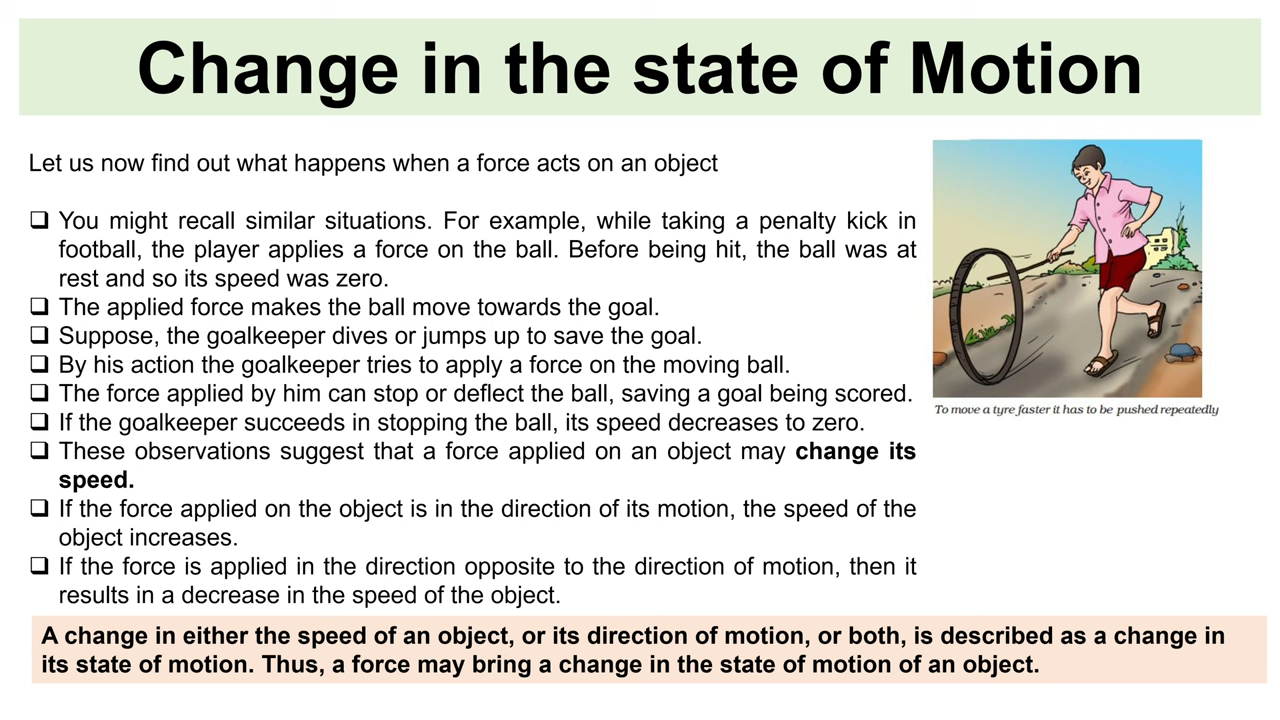 Change in the state of Motion
Let us now find out what happens when a force acts on an object
❑ You might recall similar situations. For example, while taking a penalty kick in
football, the player applies a force on the ball. Before being hit, the ball was at
rest and so its speed was zero.
❑ The applied force makes the ball move towards the goal.
❑ Suppose, the goalkeeper dives or jumps up to save the goal.
❑ By his action the goalkeeper tries to apply a force on the moving ball.
❑ The force applied by him can stop or deflect the ball, saving a goal being scored.
❑ If the goalkeeper succeeds in stopping the ball, its speed decreases to zero.
❑ These observations suggest that a force applied on an object may change its
speed.
❑ If the force applied on the object is in the direction of its motion, the speed of the
object increases.
❑ If the force is applied in the direction opposite to the direction of motion, then it
results in a decrease in the speed of the object.
To move a tyre faster it has to be pushed repeatedly
A change in either the speed of an object, or its direction of motion, or both, is described as a change in
its state of motion. Thus, a force may bring a change in the state of motion of an object.